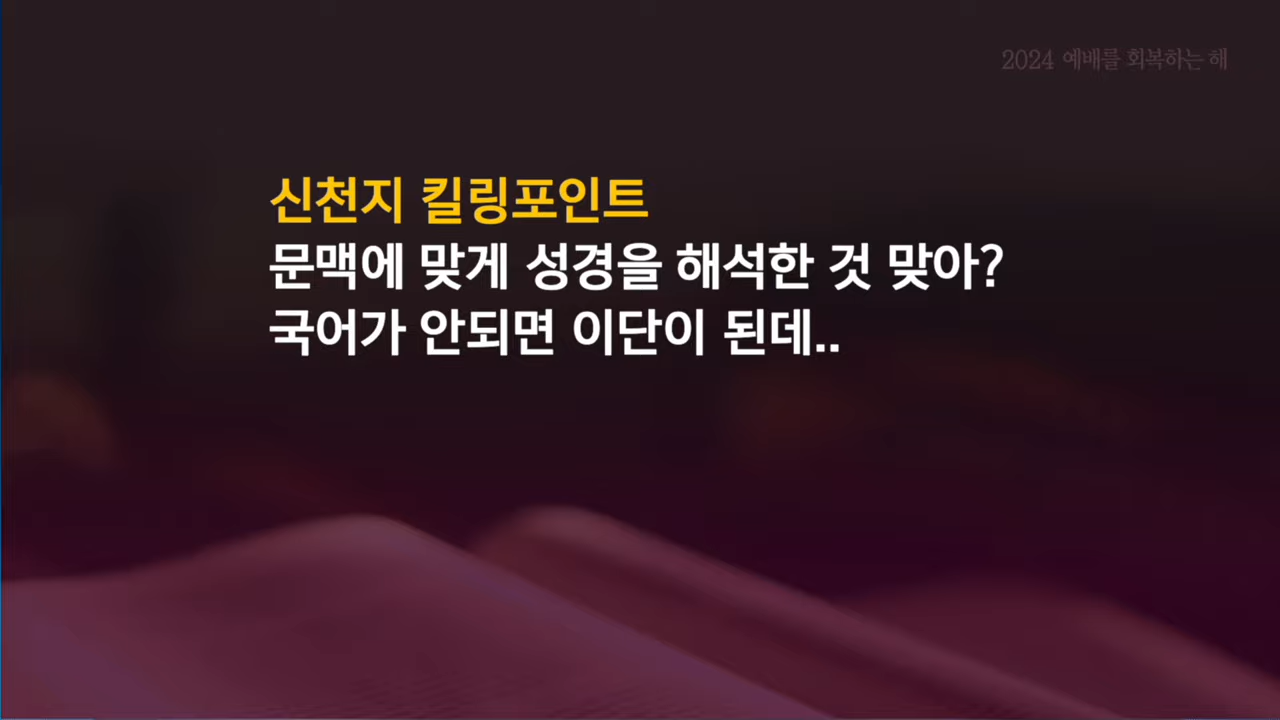 2024 예배를 회복하는 해
신천지 킬링포인트
문맥에 맞게 성경을 해석한 것 맞아?
국어가 안되면 이단이 된데..